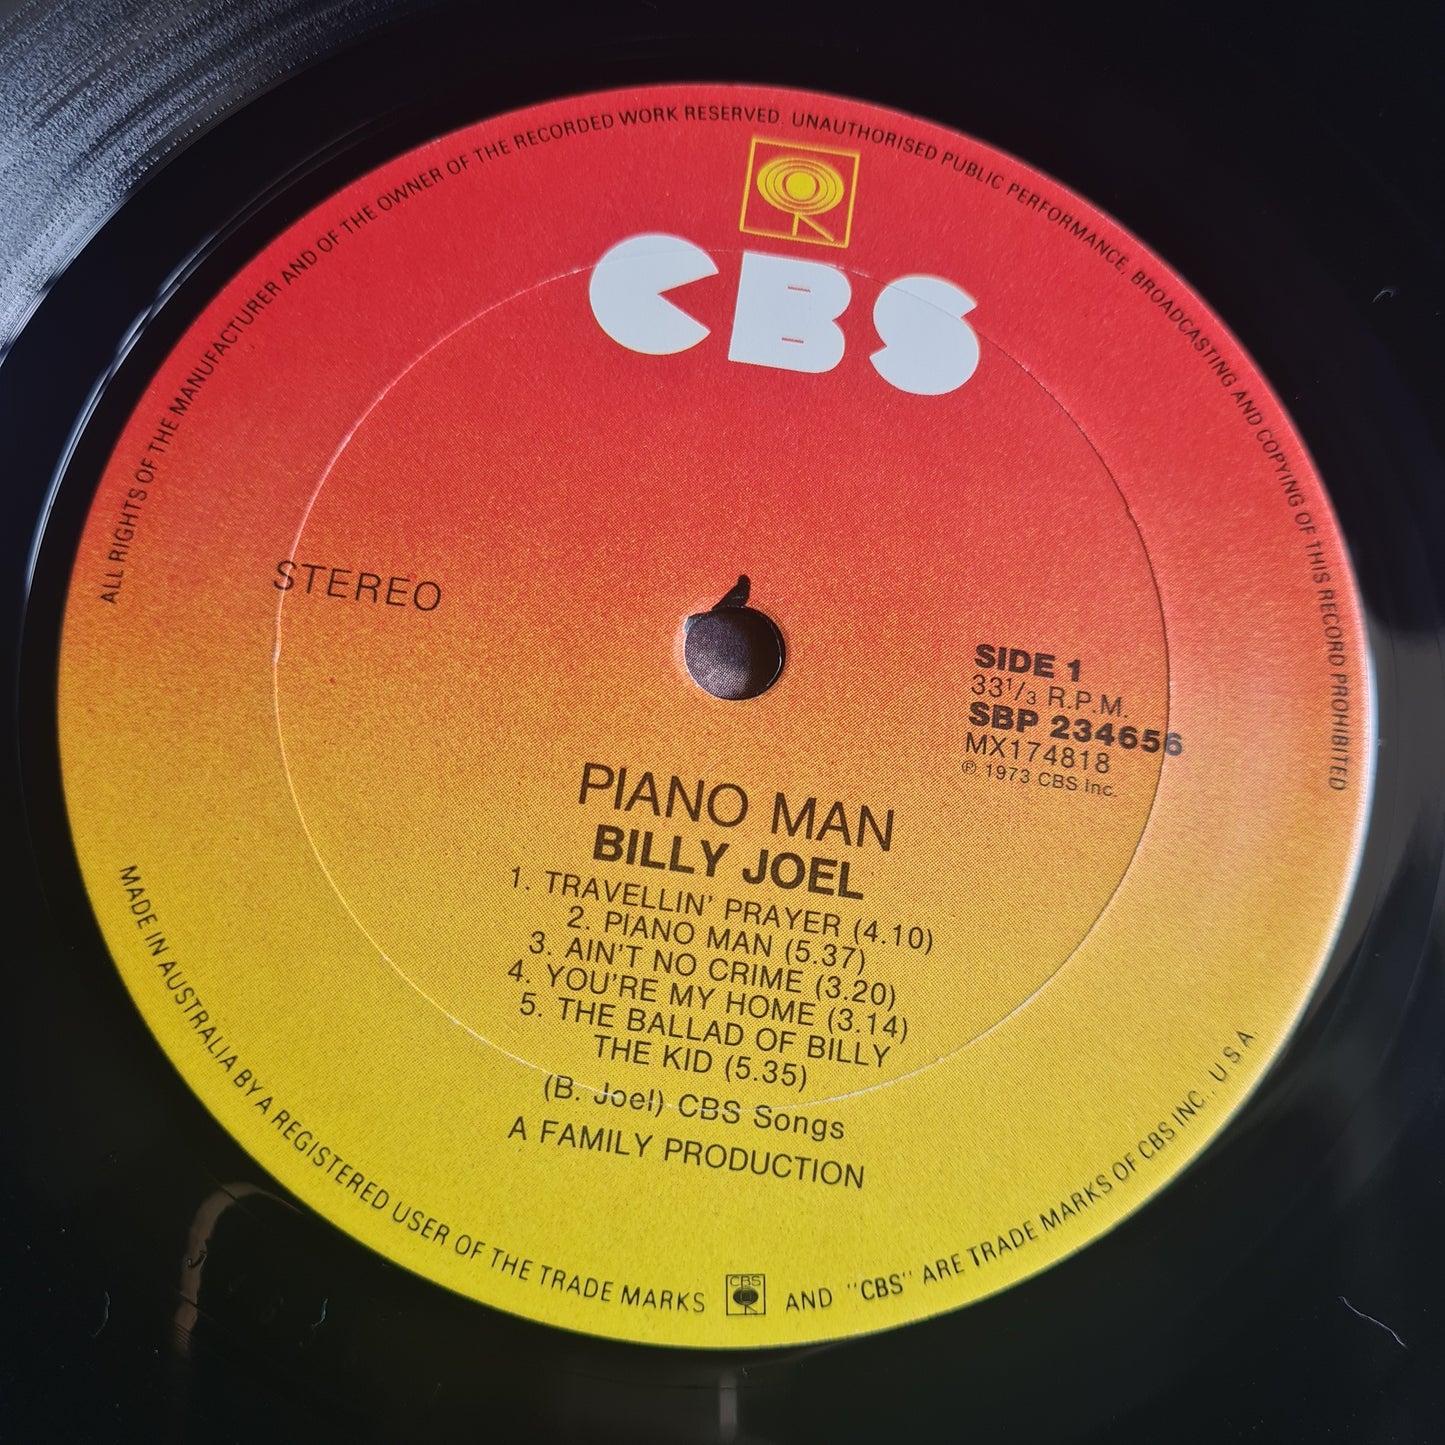 ALL RIGHTS OF THE MANUFACTURER AND OF THE OWNER OF THE RECORDED WORK RESERVED. UNAUTHORISED PUBLIC PERFORMANCE, BROADCASTING AND COPYING OF THIS RECORD PROHIBITED
CBS
STEREO
SIDE 1
33 1/3 R.P.M.
SBP 234656
MX174818
℗ 1973 CBS Inc.
PIANO MAN
BILLY JOEL
1. TRAVELLIN' PRAYER (4.10)
2. PIANO MAN (5.37)
3. AIN'T NO CRIME (3.20)
4. YOU'RE MY HOME (3.14)
5. THE BALLAD OF BILLY
THE KID (5.35)
(B. Joel) CBS Songs
A FAMILY PRODUCTION
MADE IN AUSTRALIA BY A REGISTERED USER OF THE TRADE MARKS CBS AND "CBS" ARE TRADE MARKS OF CBS INC., U S A